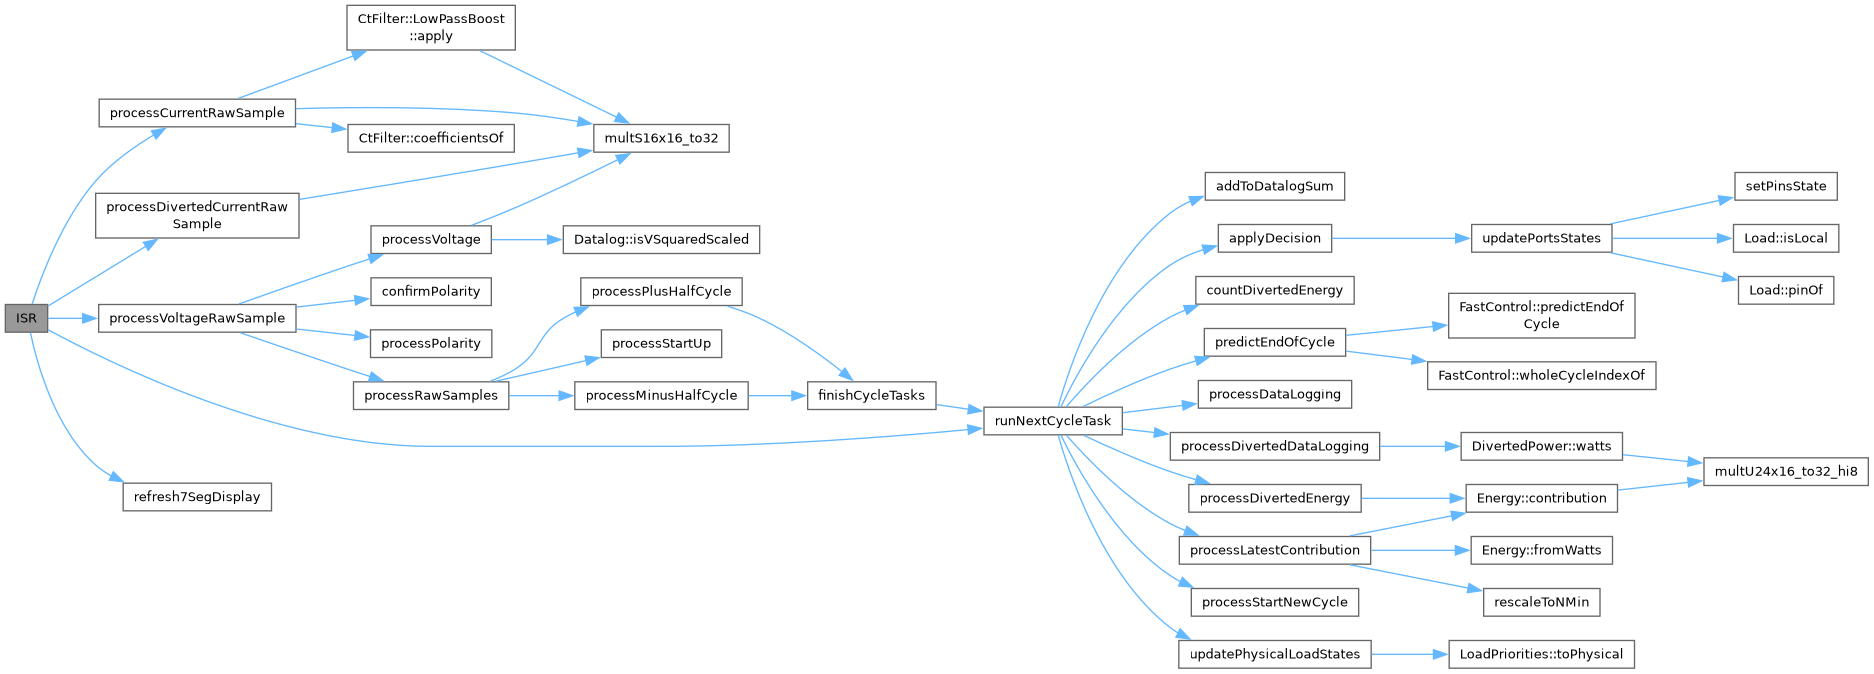 ISR
processCurrentRawSample
processDivertedCurrentRaw
Sample
processVoltageRawSample
refresh7SegDisplay
CtFilter::LowPassBoost
::apply
CtFilter::coefficientsOf
processVoltage
confirmPolarity
processPolarity
processRawSamples
multS16x16_to32
Datalog::isVSquaredScaled
processPlusHalfCycle
processStartUp
processMinusHalfCycle
finishCycleTasks
runNextCycleTask
addToDatalogSum
applyDecision
countDivertedEnergy
predictEndOfCycle
processDataLogging
processDivertedDataLogging
processDivertedEnergy
processLatestContribution
processStartNewCycle
updatePhysicalLoadStates
updatePortsStates
FastControl::predictEndOf
Cycle
FastControl::wholeCycleIndexOf
DivertedPower::watts
Energy::contribution
Energy::fromWatts
rescaleToNMin
LoadPriorities::toPhysical
setPinsState
Load::isLocal
Load::pinOf
multU24x16_to32_hi8